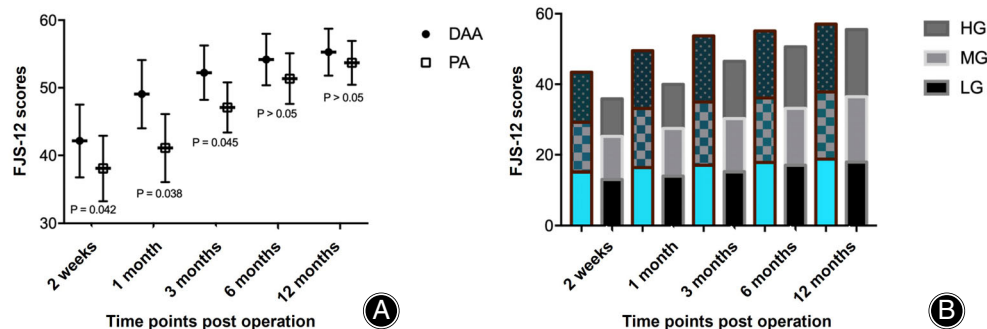 FJS-12 scores
60
50
40
30
P = 0.042
P = 0.038
P = 0.045
P > 0.05
P > 0.05
DAA
PA
2 weeks
1 month
3 months
6 months
12 months
Time points post operation
A
FJS-12 scores
60
40
20
0
HG
MG
LG
2 weeks
1 month
3 months
6 months
12 months
Time points post operation
B